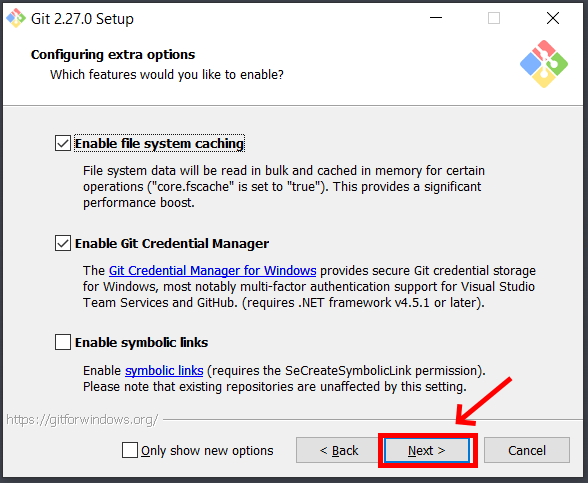 Git 2.27.0 Setup
Configuring extra options
Which features would you like to enable?
Enable file system caching
File system data will be read in bulk and cached in memory for certain
operations ("core.fscache" is set to "true"). This provides a significant
performance boost.
Enable Git Credential Manager
The Git Credential Manager for Windows provides secure Git credential storage
for Windows, most notably multi-factor authentication support for Visual Studio
Team Services and GitHub. (requires .NET framework v4.5.1 or later).
Enable symbolic links
Enable symbolic links (requires the SeCreateSymbolicLink permission).
Please note that existing repositories are unaffected by this setting.
https://gitforwindows.org/
Only show new options
< Back
Next >
Cancel